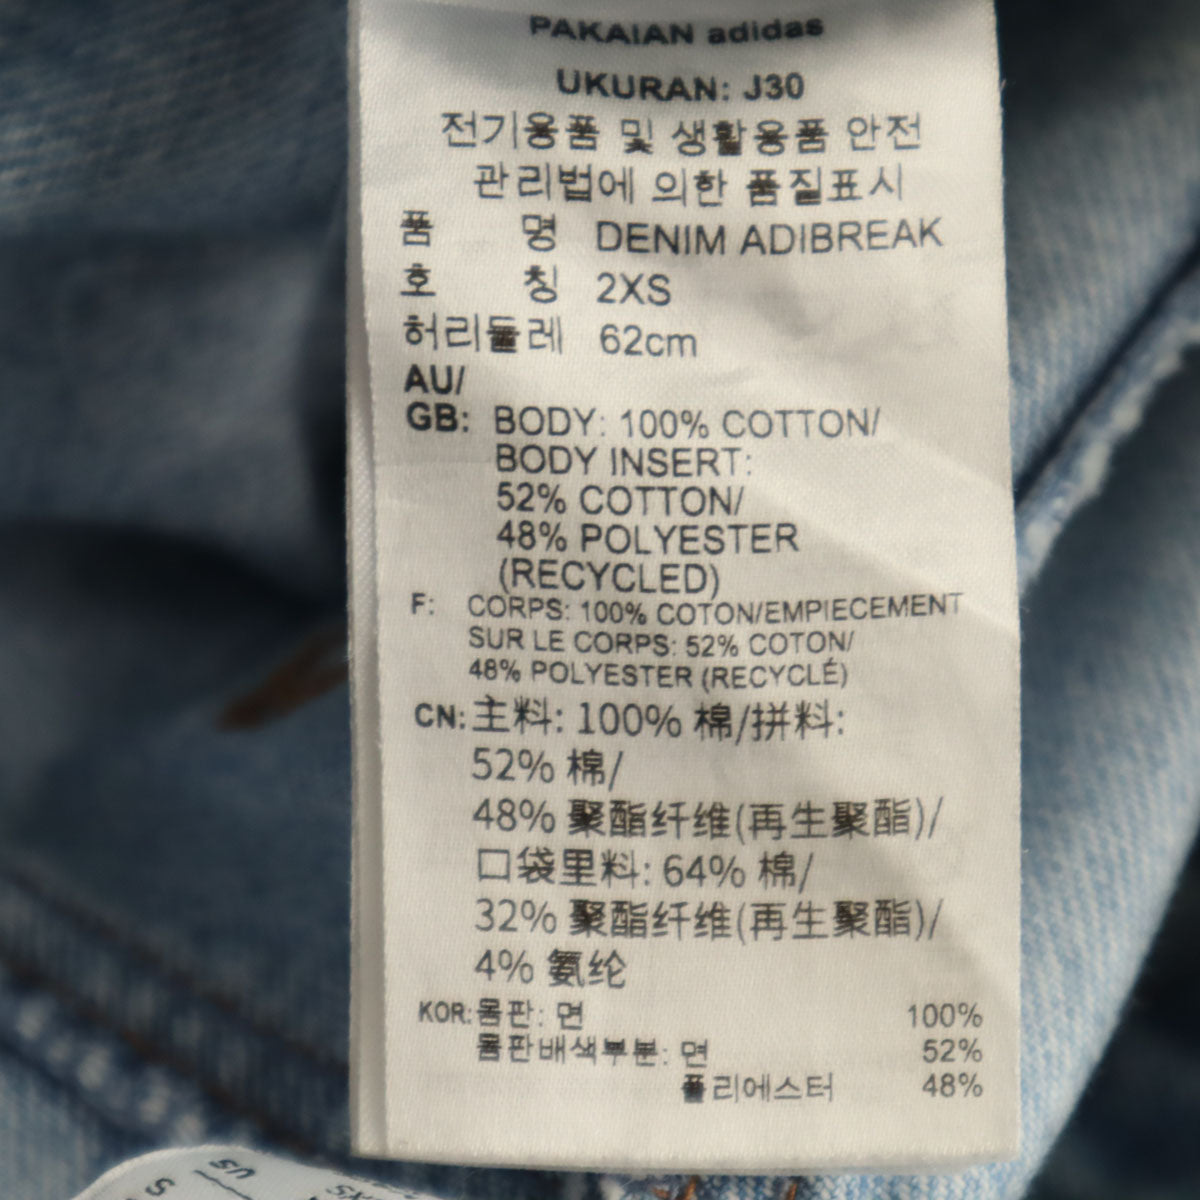 PAKAIAN adidas
UKURAN: J30
전기용품 및 생활용품 안전
관리법에 의한 품질표시
품 명 DENIM ADIBREAK
호 칭 2XS
허리둘레 62cm
AU/
GB: BODY: 100% COTTON/
BODY INSERT:
52% COTTON/
48% POLYESTER
(RECYCLED)
F: CORPS: 100% COTON/EMPIECEMENT
SUR LE CORPS: 52% COTON/
48% POLYESTER (RECYCLÉ)
CN: 主料: 100% 棉/拼料:
52% 棉/
48% 聚酯纤维(再生聚酯)/
口袋里料: 64% 棉/
32% 聚酯纤维(再生聚酯)/
4% 氨纶
KOR: 몸판: 면 100%
몸판배색부분: 면 52%
폴리에스터 48%
US
S
XS